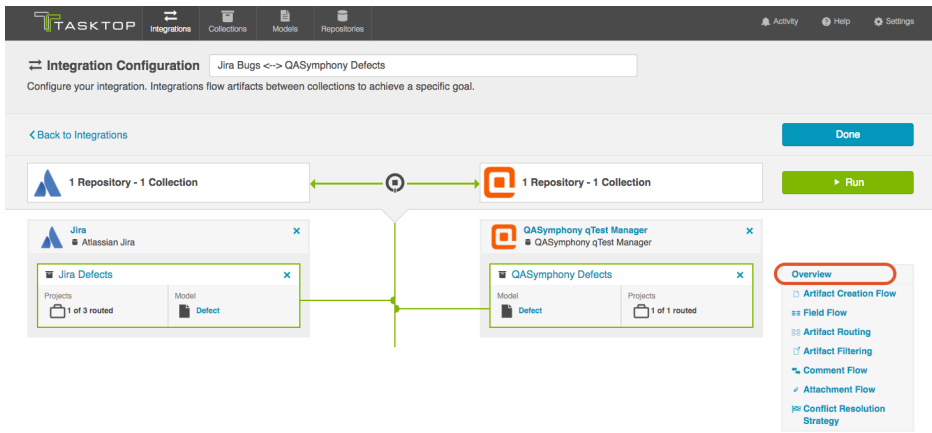 TASKTOP
Integrations
Collections
Models
Repositories
Activity
Help
Settings
Integration Configuration
Jira Bugs <--> QASymphony Defects
Configure your integration. Integrations flow artifacts between collections to achieve a specific goal.
Back to Integrations
Done
1 Repository - 1 Collection
1 Repository - 1 Collection
Run
Jira
Atlassian Jira
Jira Defects
Projects
1 of 3 routed
Model
Defect
QASymphony qTest Manager
QASymphony qTest Manager
QASymphony Defects
Model
Defect
Projects
1 of 1 routed
Overview
Artifact Creation Flow
Field Flow
Artifact Routing
Artifact Filtering
Comment Flow
Attachment Flow
Conflict Resolution
Strategy